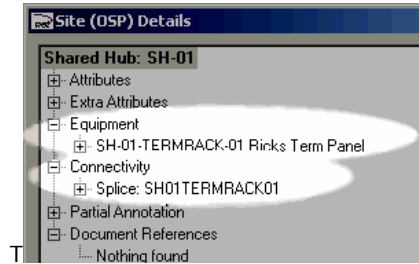 Site (OSP) Details
Shared Hub: SH-01
Attributes
Extra Attributes
Equipment
SH-01-TERMRACK-01 Ricks Term Panel
Connectivity
Splice: SH01TERMRACK01
Partial Annotation
Document References
Nothing found
T